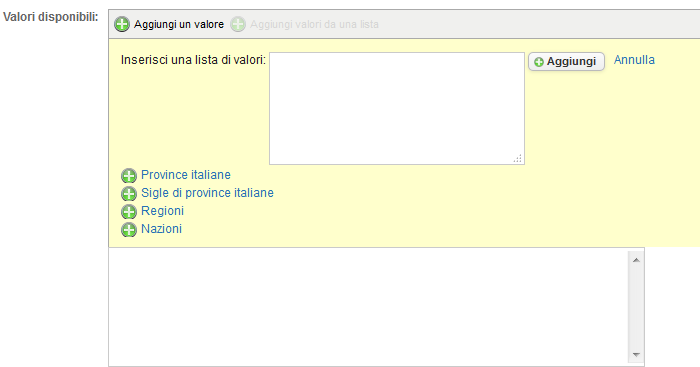 Valori disponibili:
Aggiungi un valore Aggiungi valori da una lista
Inserisci una lista di valori: Aggiungi Annulla
Province italiane
Sigle di province italiane
Regioni
Nazioni